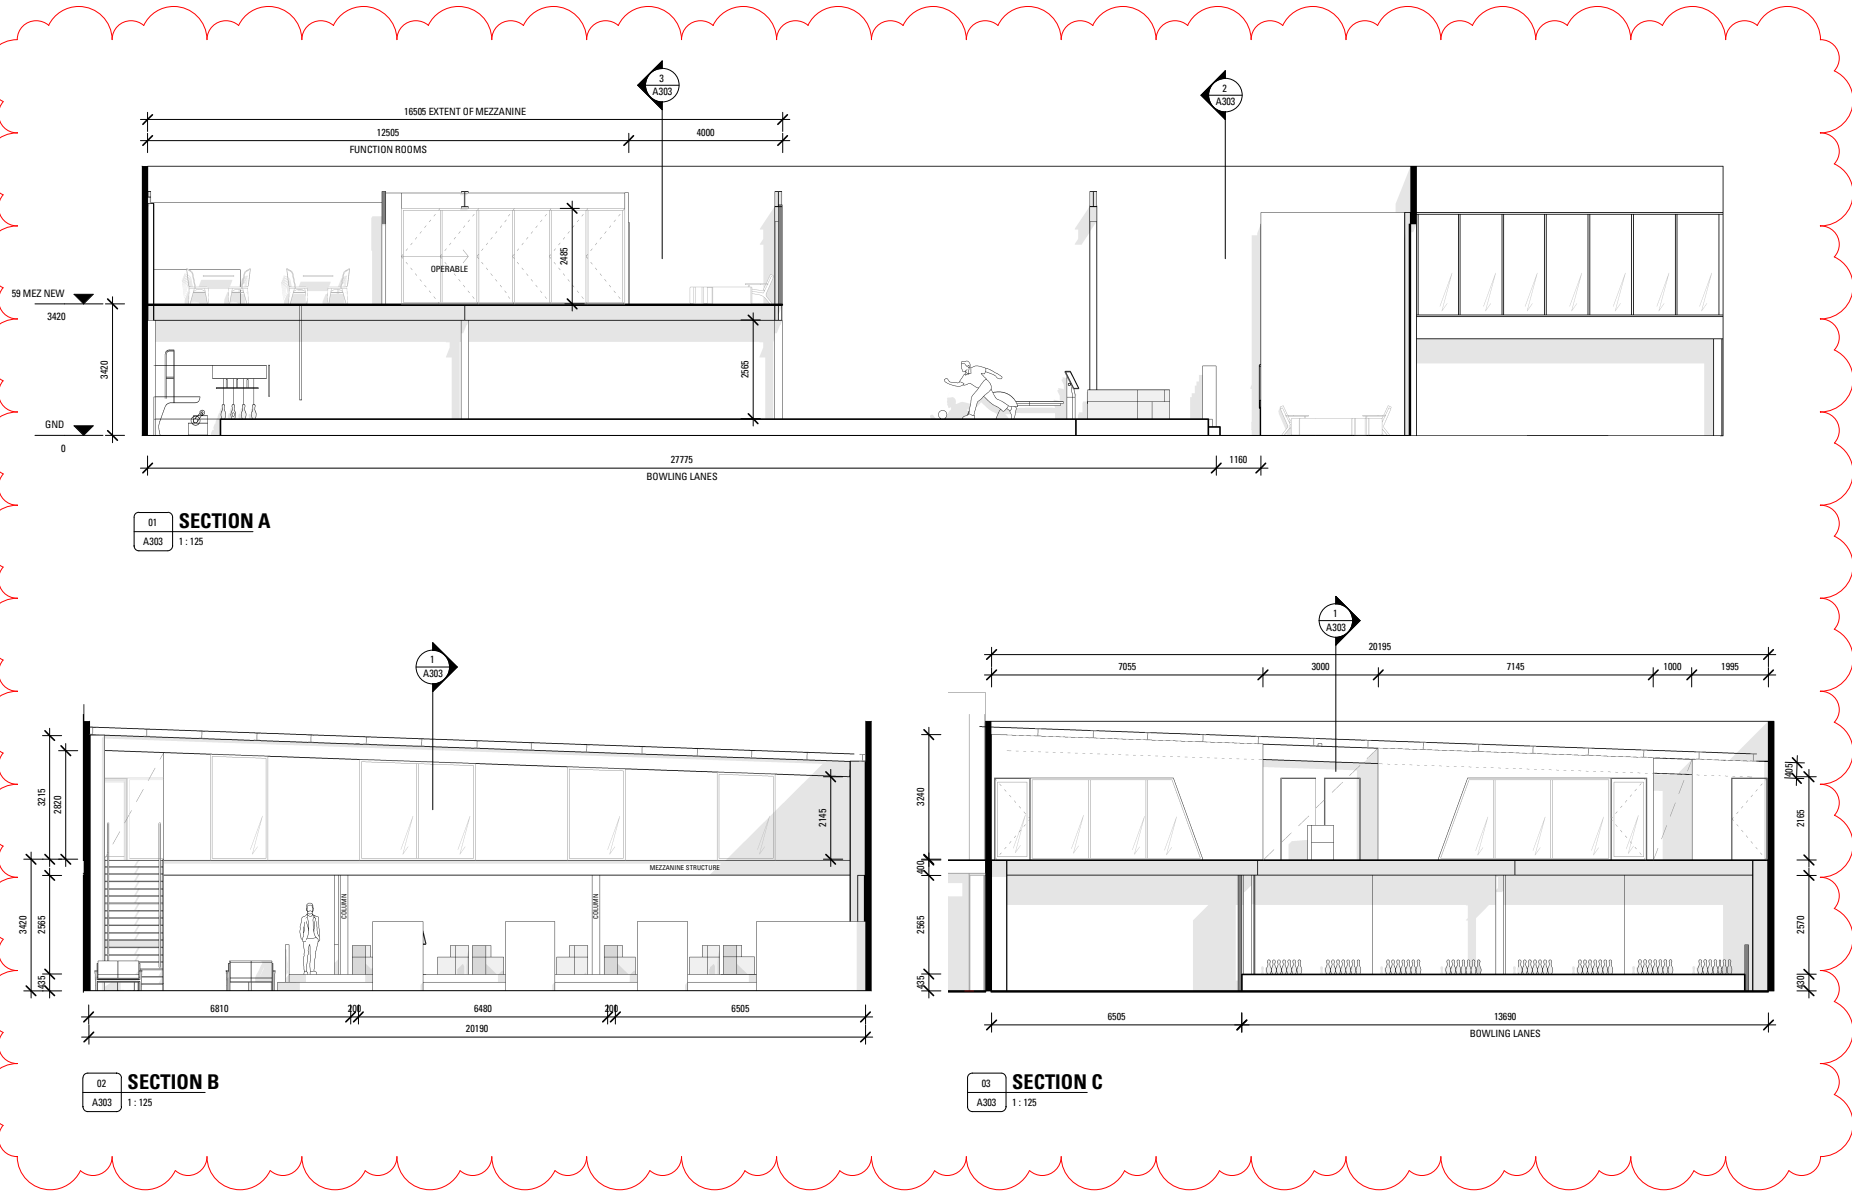 3
A303
2
A303
16505 EXTENT OF MEZZANINE
12505
4000
FUNCTION ROOMS
2485
OPERABLE
59 MEZ NEW
3420
3420
2565
GND
0
27775
1160
BOWLING LANES
01
SECTION A
A303
1 : 125
1
A303
3215
2820
2145
MEZZANINE STRUCTURE
COLUMN
COLUMN
3420
2565
435
6810
200
6480
200
6505
20190
02
SECTION B
A303
1 : 125
1
A303
20195
7055
3000
7145
1000
1995
405
3240
2165
400
2565
2570
435
430
6505
13690
BOWLING LANES
03
SECTION C
A303
1 : 125